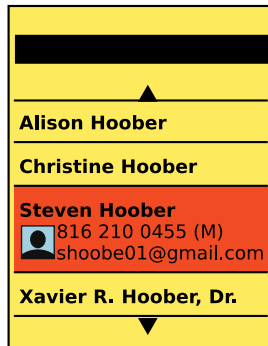 Alison Hoober
Christine Hoober
Steven Hoober
816 210 0455 (M)
shoobe01@gmail.com
Xavier R. Hoober, Dr.